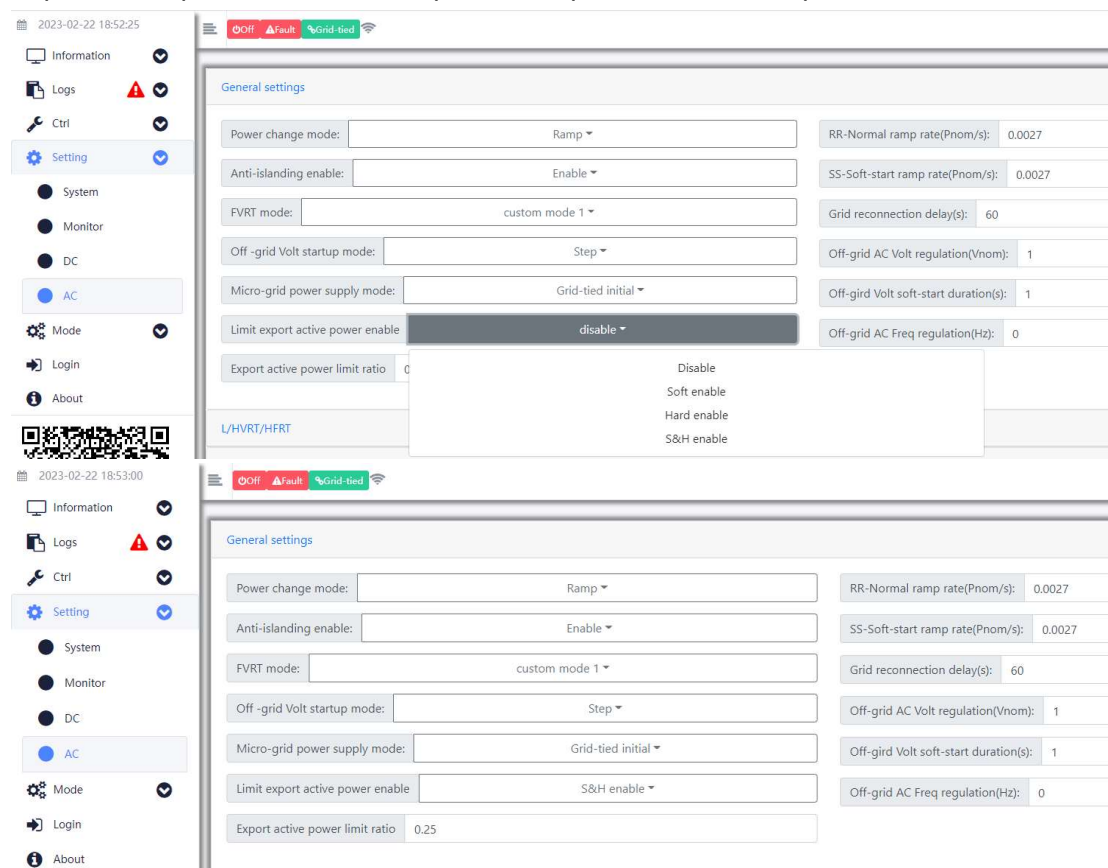 2023-02-22 18:52:25
Off Fault Grid-tied
Information
Logs
Ctrl
Setting
System
Monitor
DC
AC
Mode
Login
About
General settings
Power change mode: Ramp
RR-Normal ramp rate(Pnom/s): 0.0027
Anti-islanding enable: Enable
SS-Soft-start ramp rate(Pnom/s): 0.0027
FVRT mode: custom mode 1
Grid reconnection delay(s): 60
Off -grid Volt startup mode: Step
Off-grid AC Volt regulation(Vnom): 1
Micro-grid power supply mode: Grid-tied initial
Off-gird Volt soft-start duration(s): 1
Limit export active power enable disable
Off-grid AC Freq regulation(Hz): 0
Export active power limit ratio
Disable
Soft enable
Hard enable
S&H enable
L/HVRT/HFRT
2023-02-22 18:53:00
Off Fault Grid-tied
Information
Logs
Ctrl
Setting
System
Monitor
DC
AC
Mode
Login
About
General settings
Power change mode: Ramp
RR-Normal ramp rate(Pnom/s): 0.0027
Anti-islanding enable: Enable
SS-Soft-start ramp rate(Pnom/s): 0.0027
FVRT mode: custom mode 1
Grid reconnection delay(s): 60
Off -grid Volt startup mode: Step
Off-grid AC Volt regulation(Vnom): 1
Micro-grid power supply mode: Grid-tied initial
Off-gird Volt soft-start duration(s): 1
Limit export active power enable S&H enable
Off-grid AC Freq regulation(Hz): 0
Export active power limit ratio 0.25